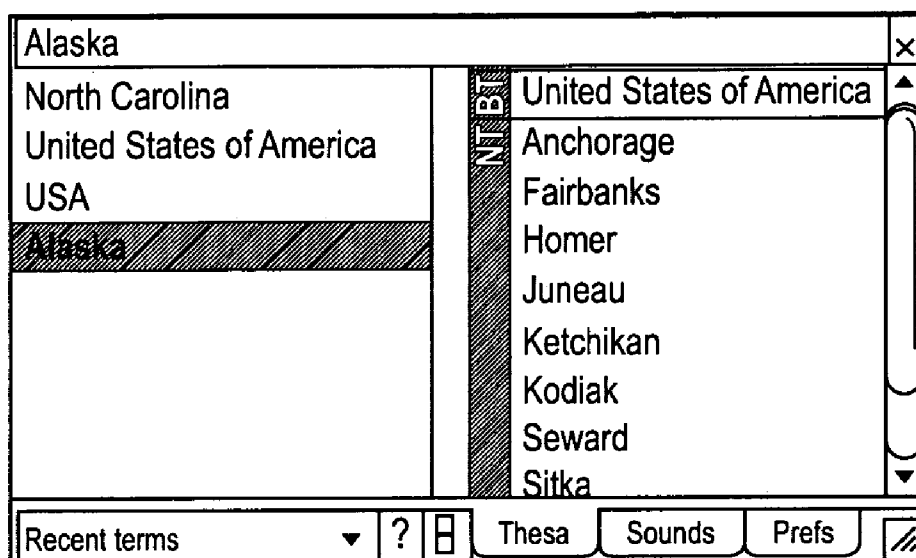 Alaska ×
North Carolina
United States of America
USA
Alaska
BT United States of America
NT Anchorage
Fairbanks
Homer
Juneau
Ketchikan
Kodiak
Seward
Sitka
Recent terms ? Thesa Sounds Prefs